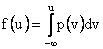 f(u) = ∫_{-∞}^{u} p(v)dv